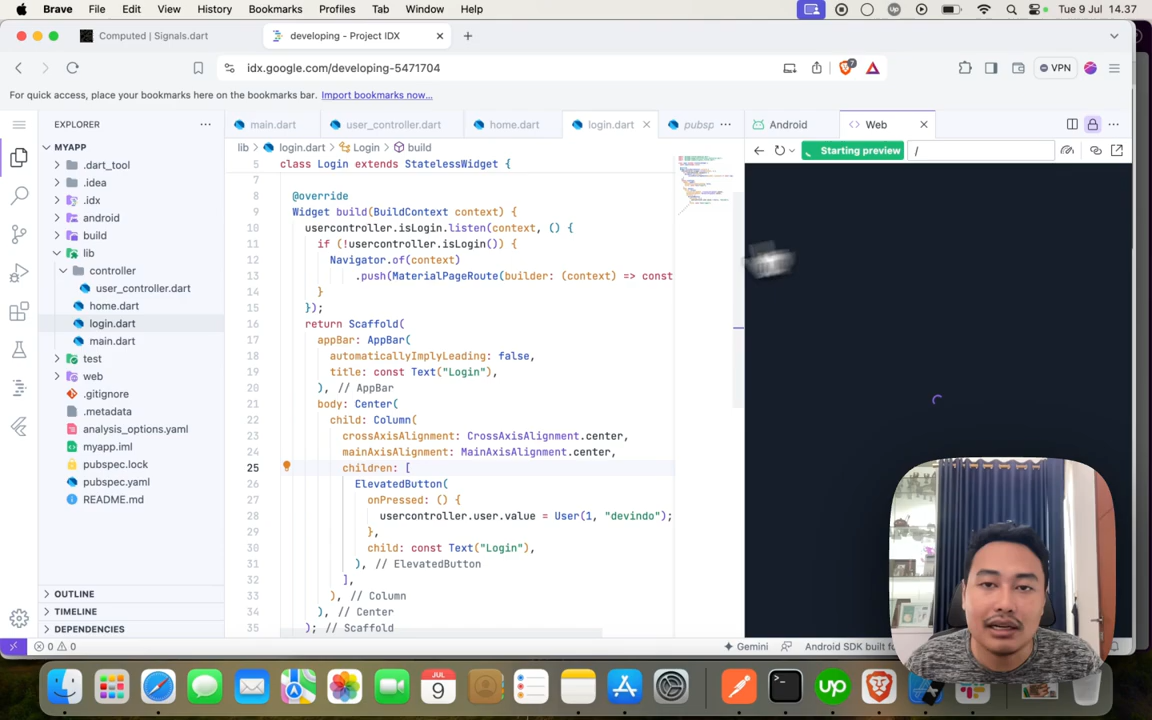 Brave File Edit View History Bookmarks Profiles Tab Window Help Tue 9 Jul 14.37
Computed | Signals.dart
developing - Project IDX
idx.google.com/developing-5471704
7
VPN
For quick access, place your bookmarks here on the bookmarks bar. Import bookmarks now...
EXPLORER
main.dart user_controller.dart home.dart login.dart pubsp
Android Web
MYAPP
.dart_tool
.idea
.idx
android
build
lib
controller
user_controller.dart
home.dart
login.dart
main.dart
test
web
.gitignore
.metadata
analysis_options.yaml
myapp.iml
pubspec.lock
pubspec.yaml
README.md
OUTLINE
TIMELINE
DEPENDENCIES
lib > login.dart > Login > build
5 class Login extends StatelessWidget {
7
8 @override
9 Widget build(BuildContext context) {
10 usercontroller.isLogin.listen(context, () {
11 if (!usercontroller.isLogin()) {
12 Navigator.of(context)
13 .push(MaterialPageRoute(builder: (context) => const
14 }
15 });
16 return Scaffold(
17 appBar: AppBar(
18 automaticallyImplyLeading: false,
19 title: const Text("Login"),
20 ), // AppBar
21 body: Center(
22 child: Column(
23 crossAxisAlignment: CrossAxisAlignment.center,
24 mainAxisAlignment: MainAxisAlignment.center,
25 children: [
26 ElevatedButton(
27 onPressed: () {
28 usercontroller.user.value = User(1, "devindo");
29 },
30 child: const Text("Login"),
31 ), // ElevatedButton
32 ],
33 ), // Column
34 ), // Center
35 ); // Scaffold
Starting preview /
0 0
Gemini Android SDK built fo
JUL
9